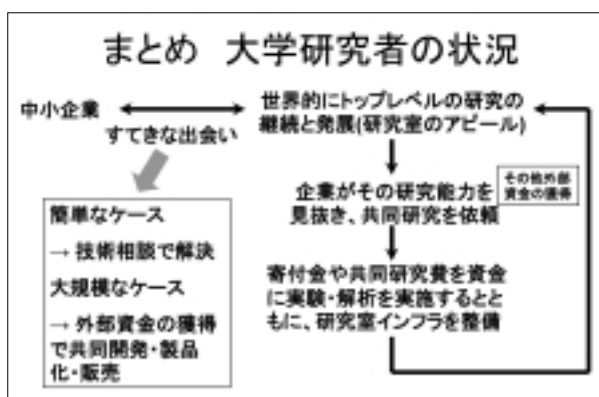 まとめ　大学研究者の状況
中小企業
すてきな出会い
世界的にトップレベルの研究の
継続と発展(研究室のアピール)
企業がその研究能力を
見抜き、共同研究を依頼
その他外部
資金の獲得
寄付金や共同研究費を資金
に実験・解析を実施するとと
もに、研究室インフラを整備
簡単なケース
→ 技術相談で解決
大規模なケース
→ 外部資金の獲得
で共同開発・製品
化・販売